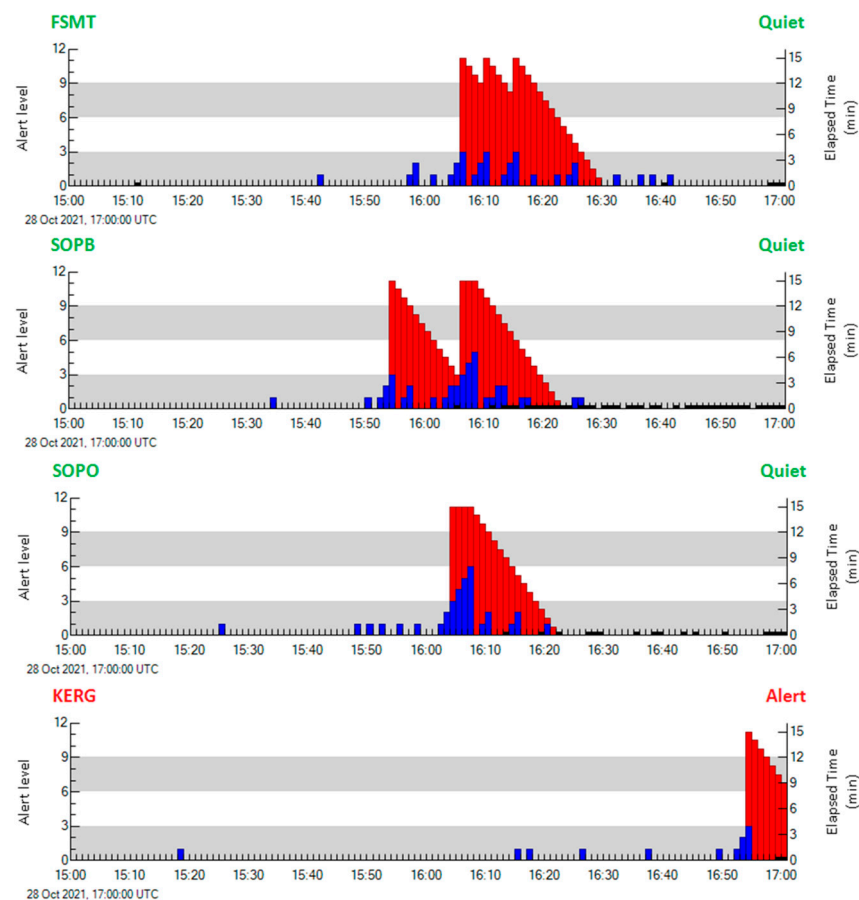 FSMT Quiet
12 15
9 12
9
6
6
3 3
0 0
Alert level
Elapsed Time
(min)
15:00 15:10 15:20 15:30 15:40 15:50 16:00 16:10 16:20 16:30 16:40 16:50 17:00
28 Oct 2021, 17:00:00 UTC
SOPB Quiet
12 15
9 12
9
6
6
3 3
0 0
Alert level
Elapsed Time
(min)
15:00 15:10 15:20 15:30 15:40 15:50 16:00 16:10 16:20 16:30 16:40 16:50 17:00
28 Oct 2021, 17:00:00 UTC
SOPO Quiet
12 15
9 12
9
6
6
3 3
0 0
Alert level
Elapsed Time
(min)
15:00 15:10 15:20 15:30 15:40 15:50 16:00 16:10 16:20 16:30 16:40 16:50 17:00
28 Oct 2021, 17:00:00 UTC
KERG Alert
12 15
9 12
9
6
6
3 3
0 0
Alert level
Elapsed Time
(min)
15:00 15:10 15:20 15:30 15:40 15:50 16:00 16:10 16:20 16:30 16:40 16:50 17:00
28 Oct 2021, 17:00:00 UTC